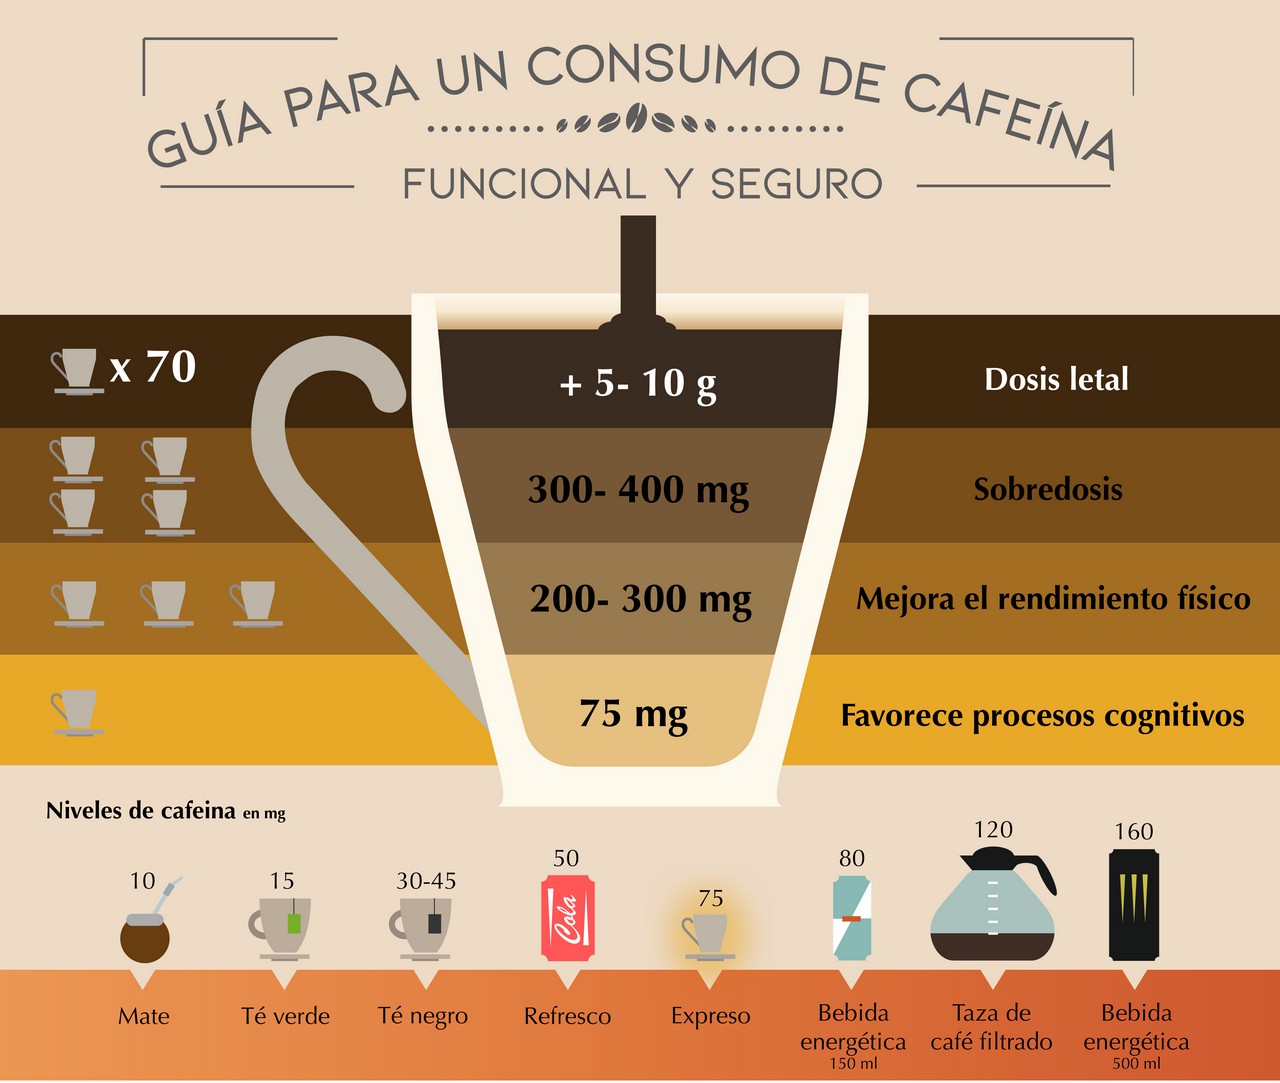 GUÍA PARA UN CONSUMO DE CAFEÍNA
FUNCIONAL Y SEGURO
x 70
+ 5- 10 g
Dosis letal
300- 400 mg
Sobredosis
200- 300 mg
Mejora el rendimiento físico
75 mg
Favorece procesos cognitivos
Niveles de cafeina en mg
10
15
30-45
50
75
80
120
160
Cola
Mate
Té verde
Té negro
Refresco
Expreso
Bebida
energética
150 ml
Taza de
café filtrado
Bebida
energética
500 ml